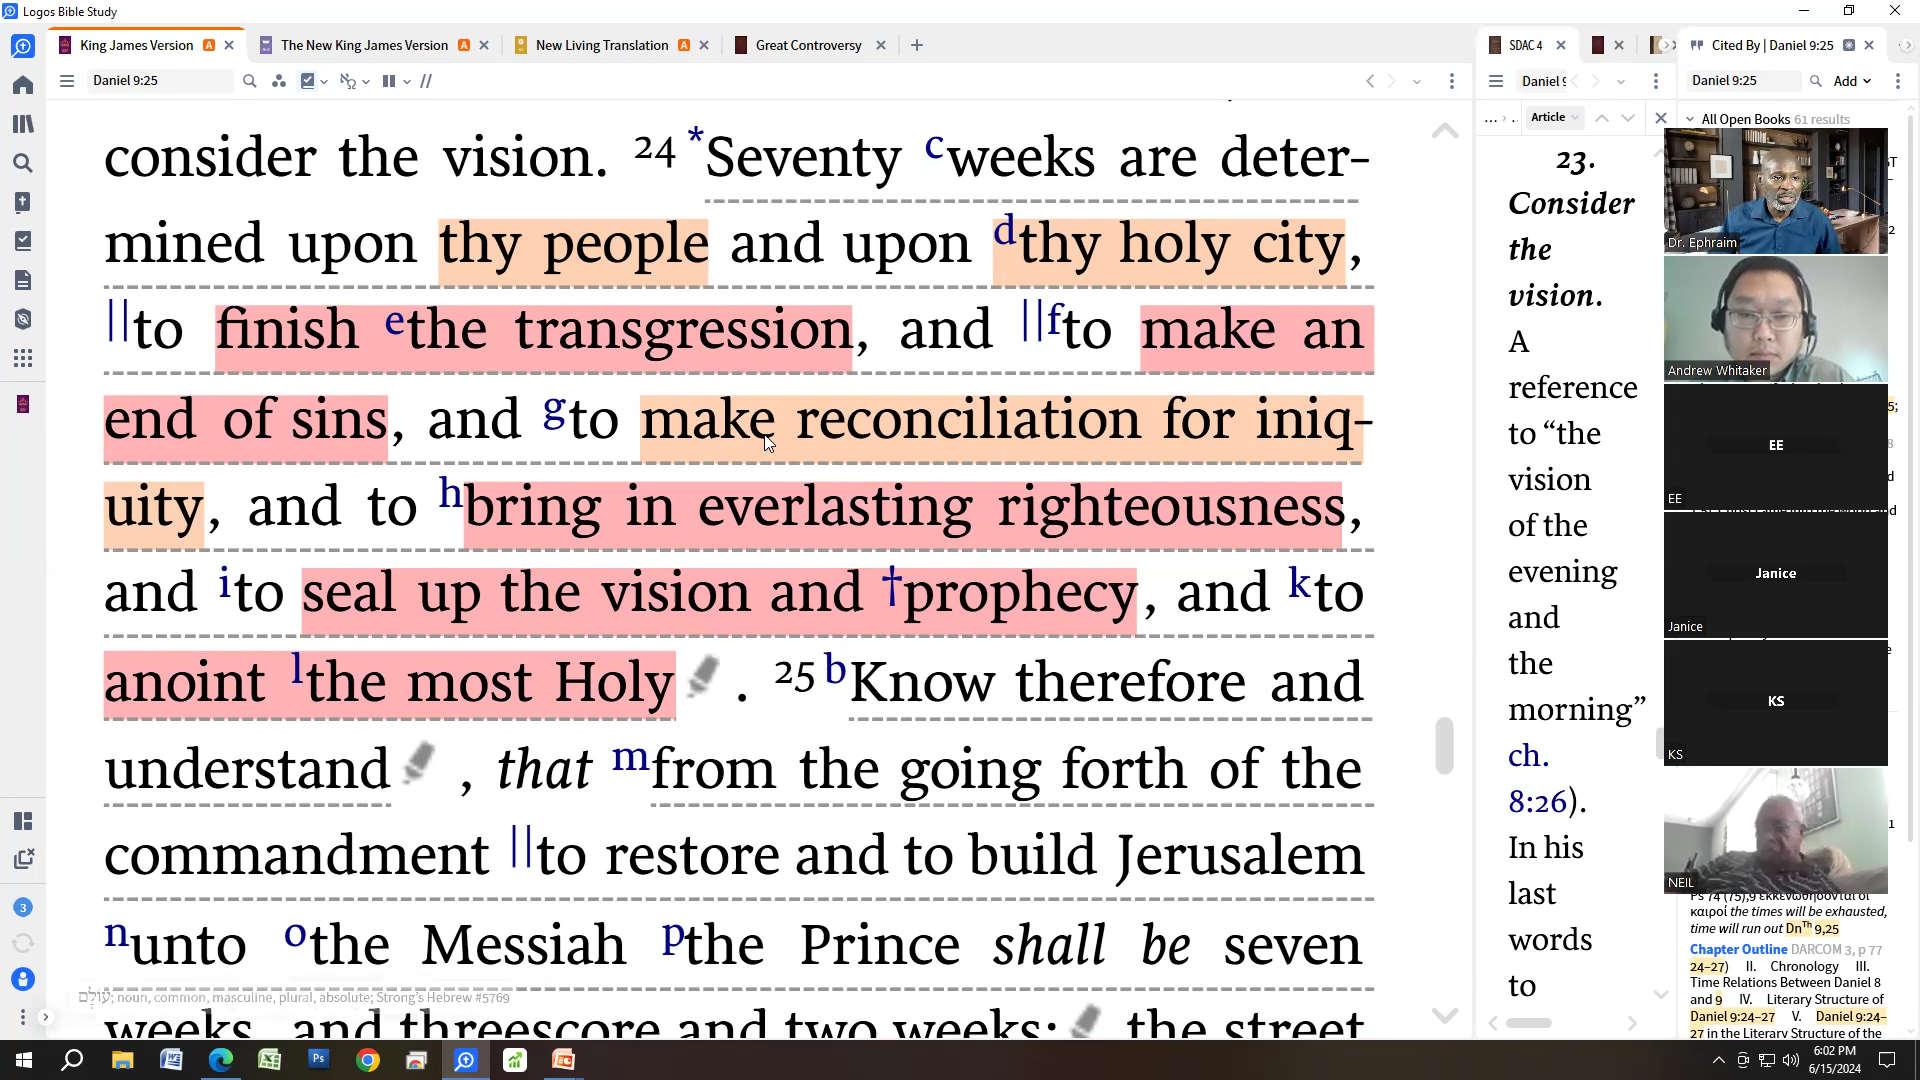 Logos Bible Study
King James Version A
The New King James Version A
New Living Translation A
Great Controversy
SDAC 4
Cited By | Daniel 9:25
Daniel 9:25
Daniel 9
Daniel 9:25
Add
Article
All Open Books 61 results
consider the vision. 24 *Seventy cweeks are deter-
mined upon thy people and upon dthy holy city,
||to finish ethe transgression, and ||fto make an
end of sins, and gto make reconciliation for iniq-
uity, and to hbring in everlasting righteousness,
and ito seal up the vision and †prophecy, and kto
anoint lthe most Holy . 25 bKnow therefore and
understand , that mfrom the going forth of the
commandment ||to restore and to build Jerusalem
nunto othe Messiah pthe Prince shall be seven
weeks, and threescore and two weeks: the street
עוֹלָם; noun, common, masculine, plural, absolute; Strong's Hebrew #5769
23.
Consider
the
vision.
A
reference
to “the
vision
of the
evening
and
the
morning”
ch.
8:26).
In his
last
words
to
Dr. Ephraim
Andrew Whitaker
EE
EE
Janice
Janice
KS
KS
NEIL
καιροί the times will be exhausted,
time will run out DnTh 9,25
Chapter Outline DARCOM 3, p 77
24–27) II. Chronology III.
Time Relations Between Daniel 8
and 9 IV. Literary Structure of
Daniel 9:24–27 V. Daniel 9:24–
27 in the Literary Structure of the
3
6:02 PM
6/15/2024